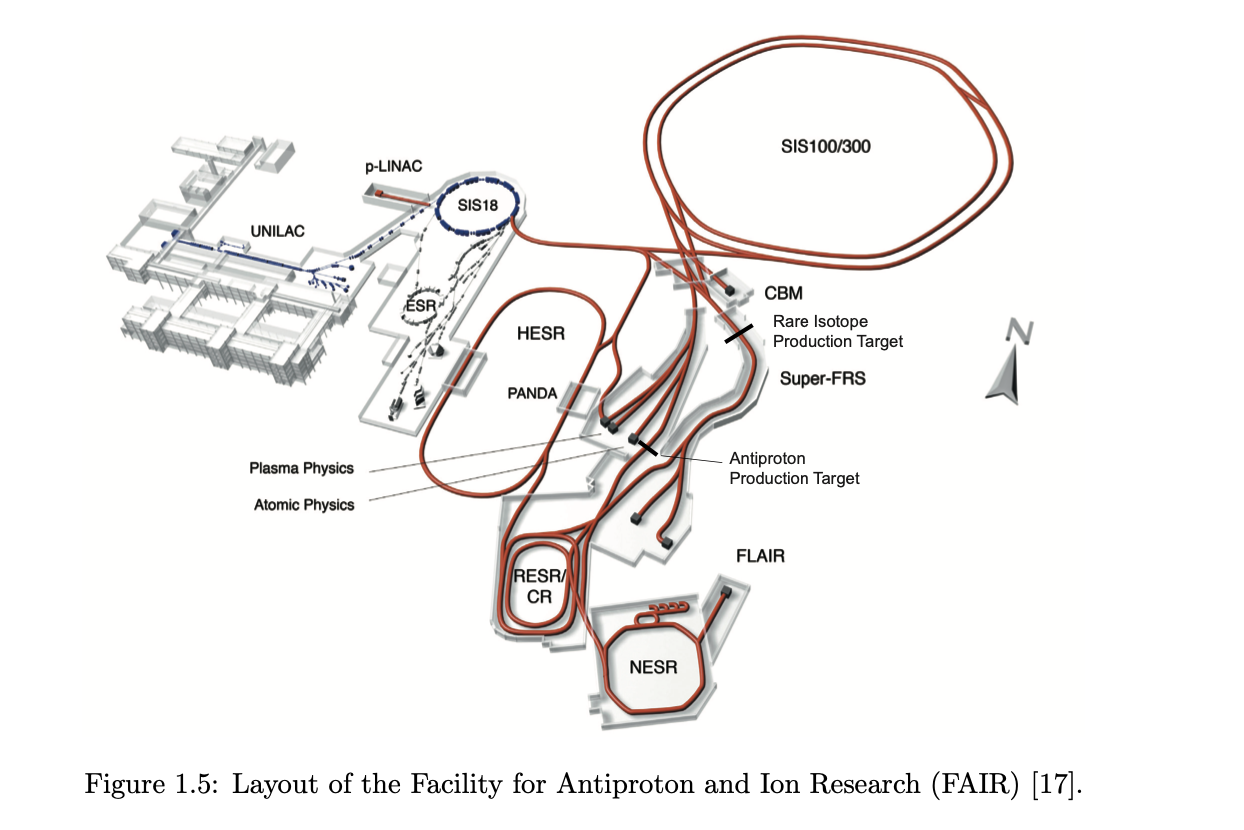 SIS100/300
p-LINAC
SIS18
UNILAC
ESR
CBM
HESR
Rare Isotope
Production Target
N
Super-FRS
PANDA
Plasma Physics
Antiproton
Production Target
Atomic Physics
FLAIR
RESR/
CR
NESR
Figure 1.5: Layout of the Facility for Antiproton and Ion Research (FAIR) [17].